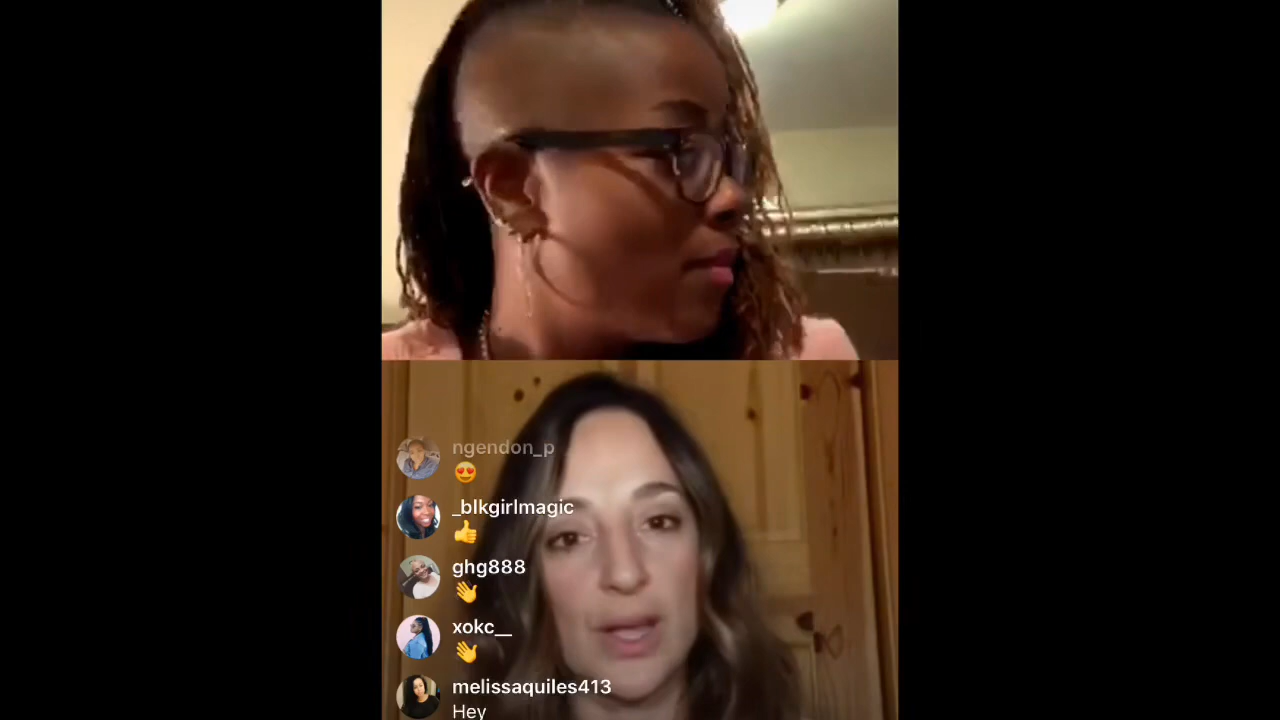 ngendon_p
😍
_blkgirlmagic
👍
ghg888
👋
xokc__
👋
melissaquiles413
Hey